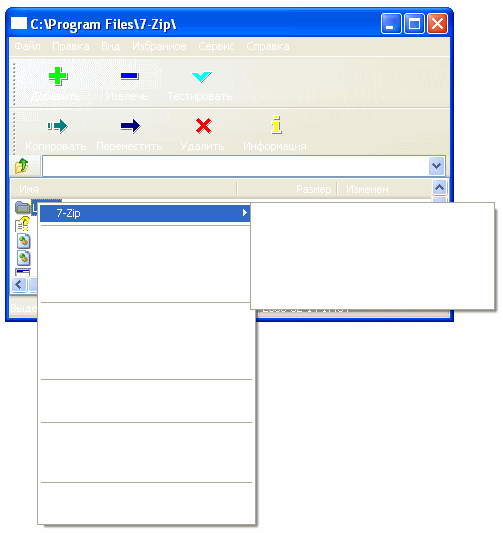 C:\Program Files\7-Zip\
Файл Правка Вид Избранное Сервис Справка
Добавить Извлечь Тестировать
Копировать Переместить Удалить Информация
Имя Размер Изменен
7-Zip